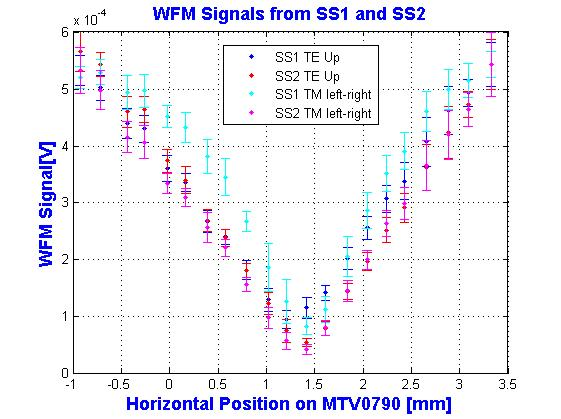 WFM Signals from SS1 and SS2
x 10⁻⁴
6
5
4
3
2
1
0
WFM Signal[V]
SS1 TE Up
SS2 TE Up
SS1 TM left-right
SS2 TM left-right
-1 -0.5 0 0.5 1 1.5 2 2.5 3 3.5
Horizontal Position on MTV0790 [mm]